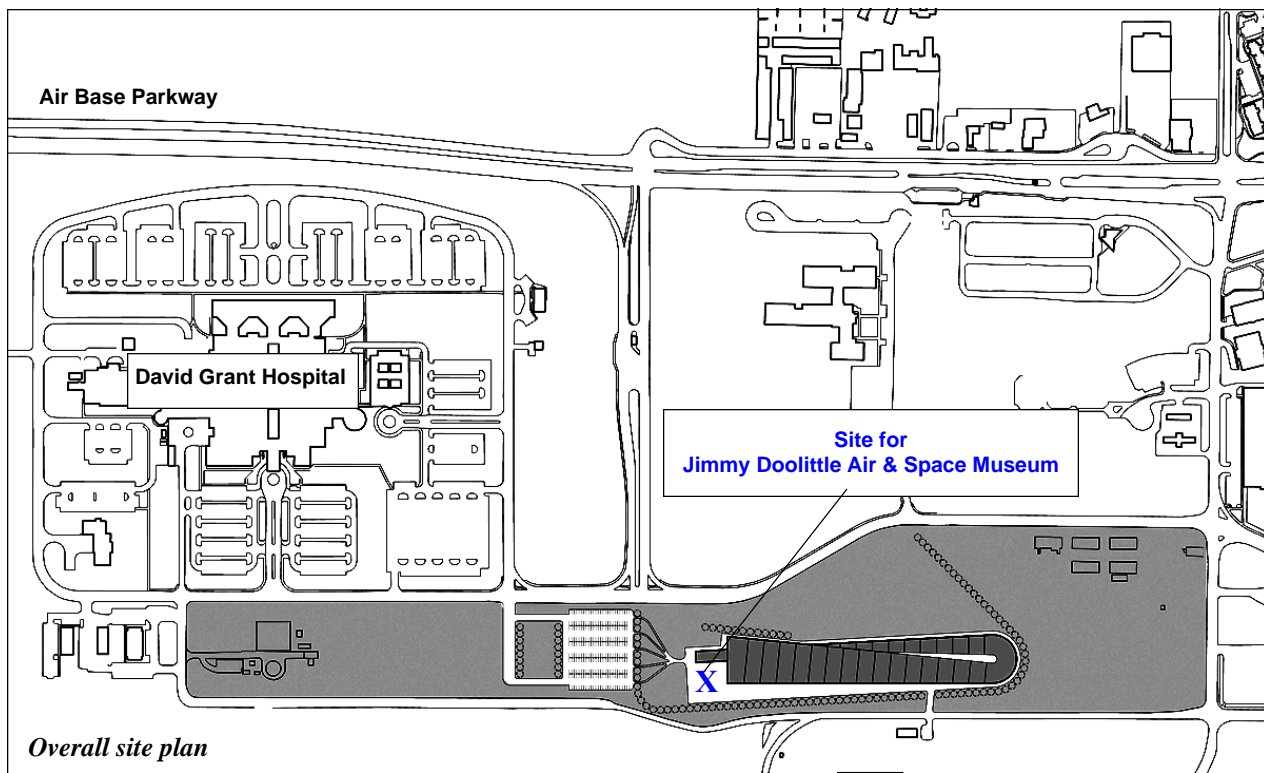 Air Base Parkway
David Grant Hospital
Site for
Jimmy Doolittle Air & Space Museum
X
Overall site plan